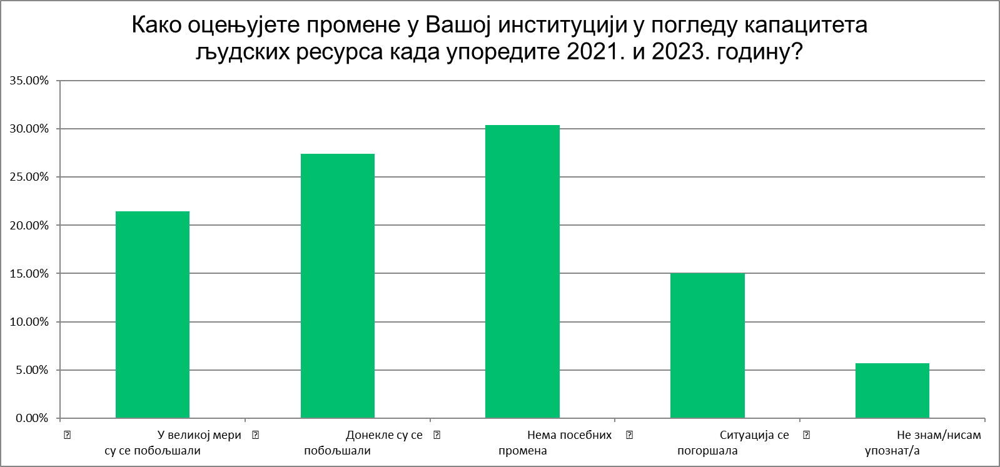 Како оцењујете промене у Вашој институцији у погледу капацитета
људских ресурса када упоредите 2021. и 2023. годину?
35.00%
30.00%
25.00%
20.00%
15.00%
10.00%
5.00%
0.00%
У великој мери
су се побољшали
Донекле су се
побољшали
Нема посебних
промена
Ситуација се
погоршала
Не знам/нисам
упознат/а